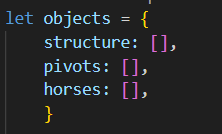 let objects = {
structure: [],
pivots: [],
horses: [],
}